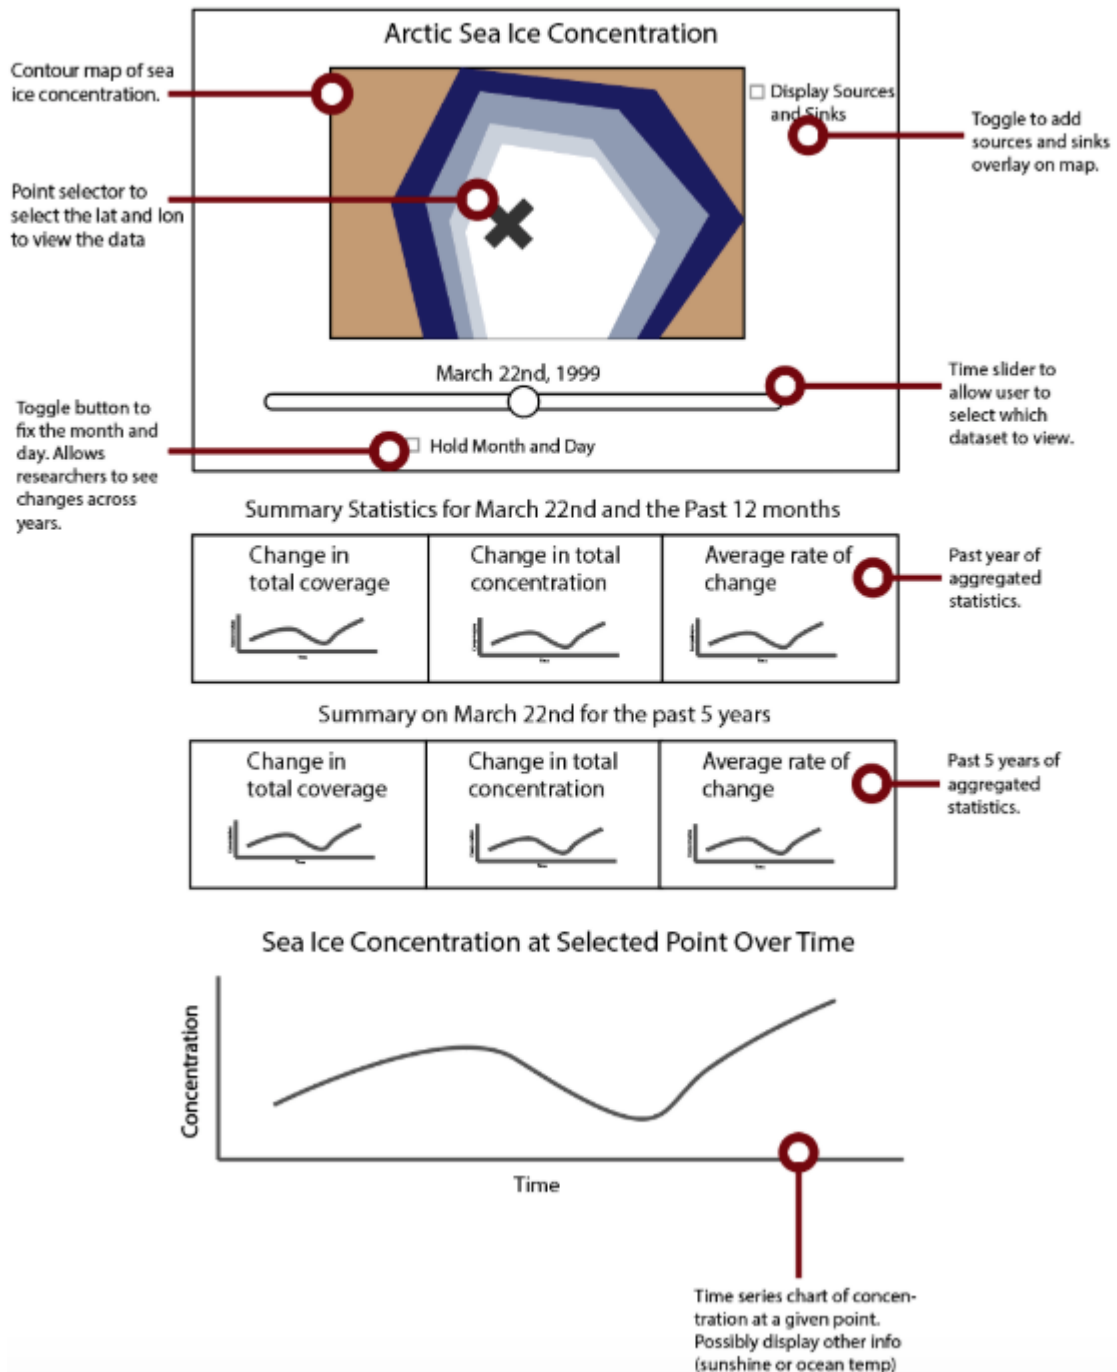 Arctic Sea Ice Concentration
Contour map of sea
ice concentration.
Display Sources
and Sinks
Toggle to add
sources and sinks
overlay on map.
Point selector to
select the lat and lon
to view the data
March 22nd, 1999
Time slider to
allow user to
select which
dataset to view.
Toggle button to
fix the month and
day. Allows
researchers to see
changes across
years.
Hold Month and Day
Summary Statistics for March 22nd and the Past 12 months
Change in
total coverage
Change in total
concentration
Average rate of
change
Past year of
aggregated
statistics.
Summary on March 22nd for the past 5 years
Change in
total coverage
Change in total
concentration
Average rate of
change
Past 5 years of
aggregated
statistics.
Sea Ice Concentration at Selected Point Over Time
Concentration
Time
Time series chart of concen-
tration at a given point.
Possibly display other info
(sunshine or ocean temp)